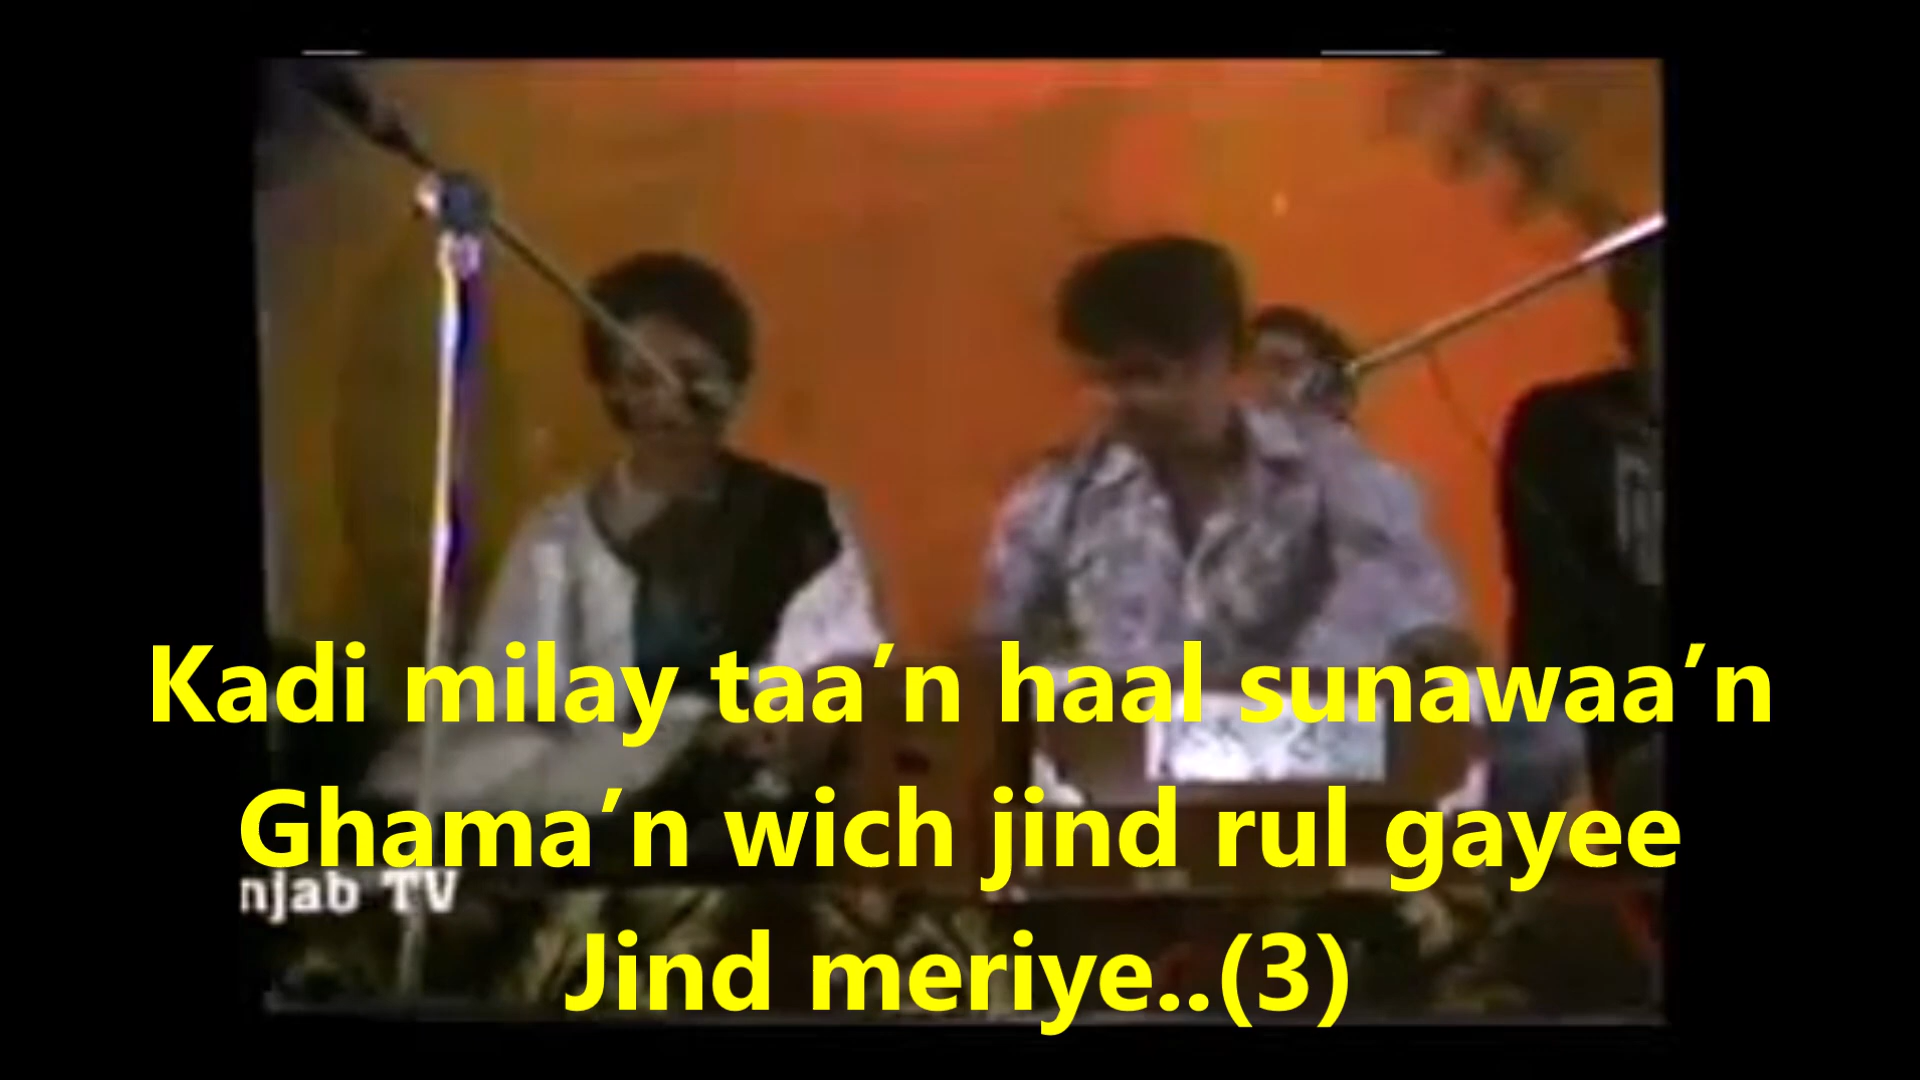 Kadi milay taa’n haal sunawaa’n
Ghama’n wich jind rul gayee
njab TV
Jind meriye..(3)